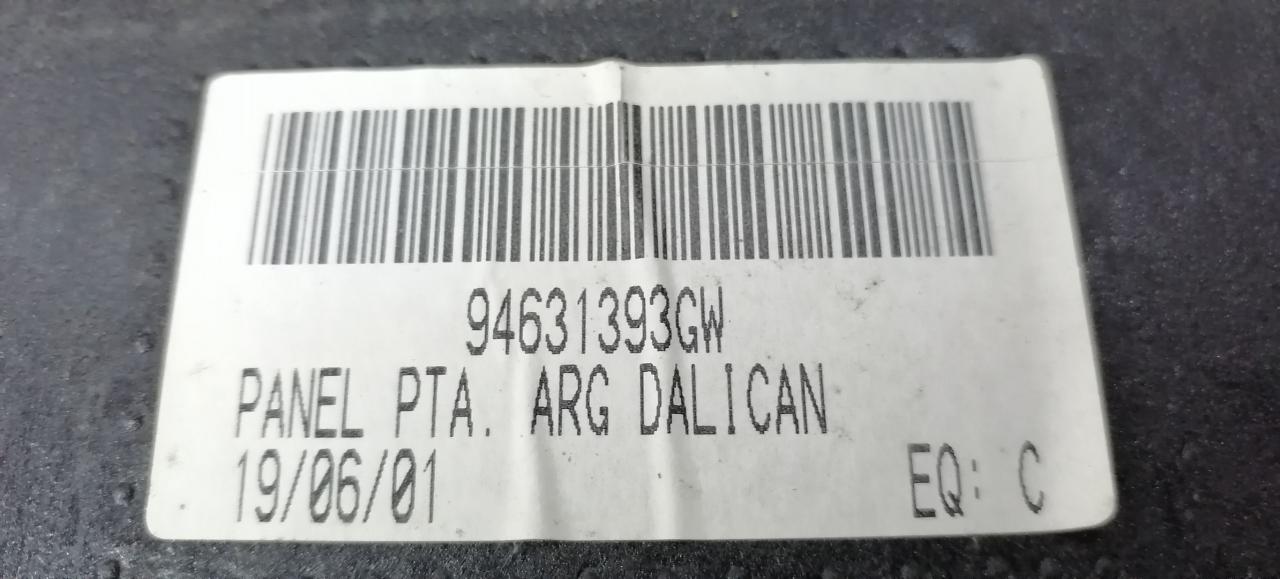 94631393GW
PANEL PTA. ARG DALICAN
19/06/01 EQ: C